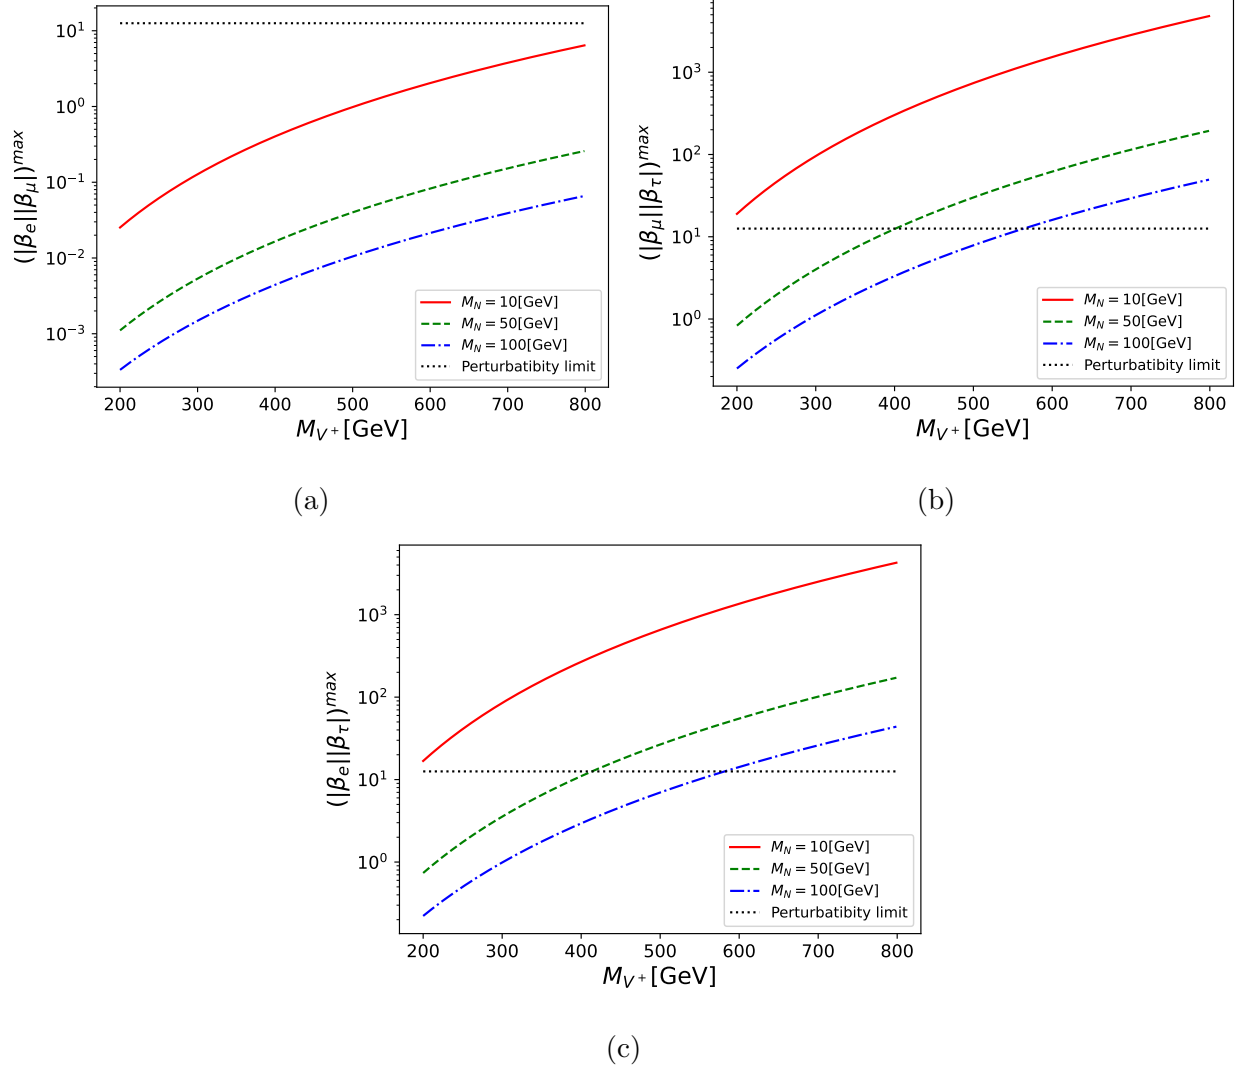 10^1
10^0
10^{-1}
10^{-2}
10^{-3}
(|β_e||β_μ|)^{max}
M_N = 10[GeV]
M_N = 50[GeV]
M_N = 100[GeV]
Perturbatibity limit
200 300 400 500 600 700 800
M_{V^+}[GeV]
(a)
10^3
10^2
10^1
10^0
(|β_μ||β_τ|)^{max}
M_N = 10[GeV]
M_N = 50[GeV]
M_N = 100[GeV]
Perturbatibity limit
200 300 400 500 600 700 800
M_{V^+}[GeV]
(b)
10^3
10^2
10^1
10^0
(|β_e||β_τ|)^{max}
M_N = 10[GeV]
M_N = 50[GeV]
M_N = 100[GeV]
Perturbatibity limit
200 300 400 500 600 700 800
M_{V^+}[GeV]
(c)